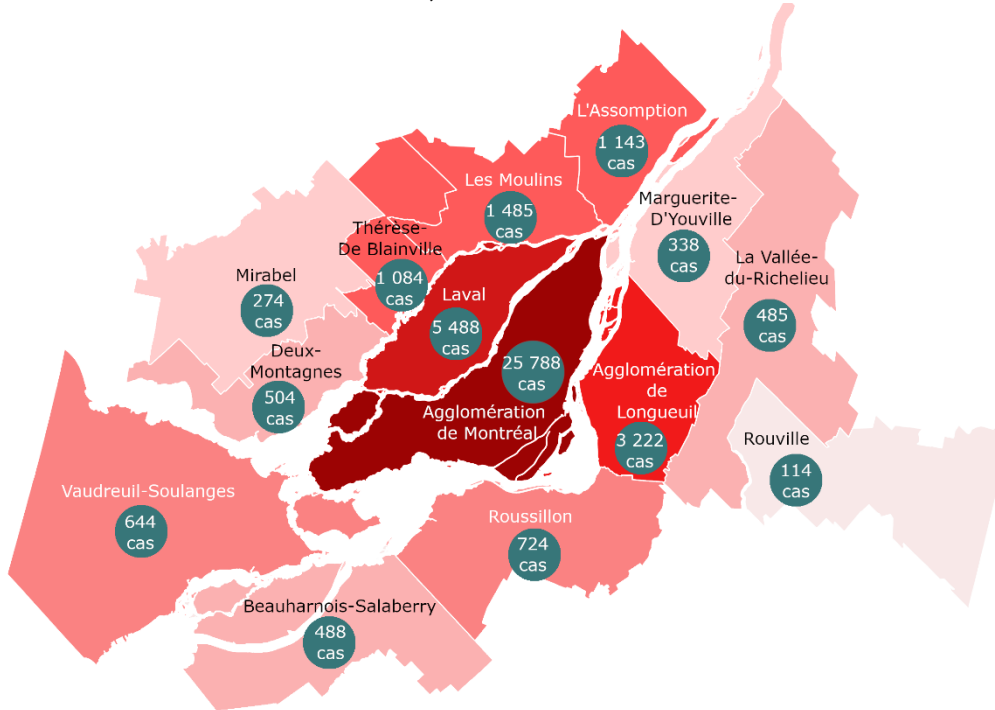 L'Assomption
1 143
cas
Les Moulins
1 485
cas
Marguerite-
D'Youville
338
cas
Thérèse-
De Blainville
1 084
cas
La Vallée-
du-Richelieu
485
cas
Mirabel
274
cas
Laval
5 488
cas
Deux-
Montagnes
504
cas
25 788
cas
Agglomération
de Montréal
Agglomération
de
Longueuil
3 222
cas
Rouville
114
cas
Vaudreuil-Soulanges
644
cas
Roussillon
724
cas
Beauharnois-Salaberry
488
cas